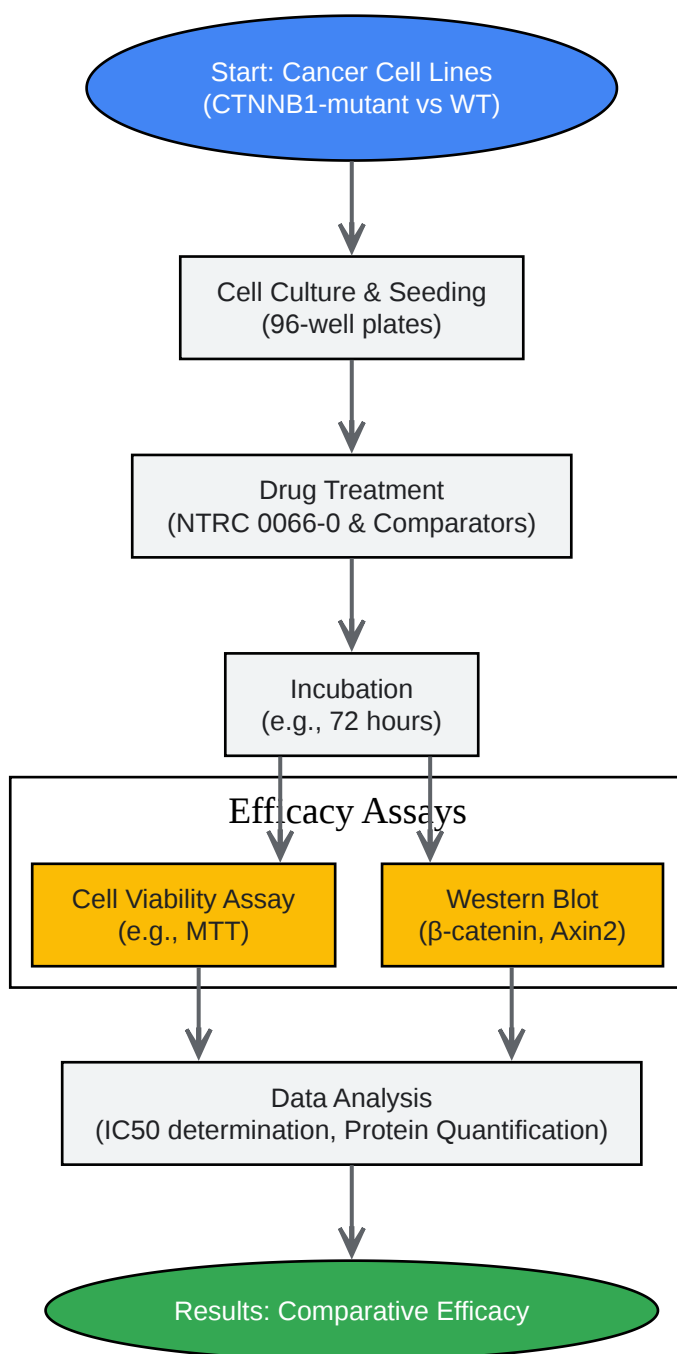 Start: Cancer Cell Lines
(CTNNB1-mutant vs WT)
Cell Culture & Seeding
(96-well plates)
Drug Treatment
(NTRC 0066-0 & Comparators)
Incubation
(e.g., 72 hours)
Efficacy Assays
Cell Viability Assay
(e.g., MTT)
Western Blot
(β-catenin, Axin2)
Data Analysis
(IC50 determination, Protein Quantification)
Results: Comparative Efficacy